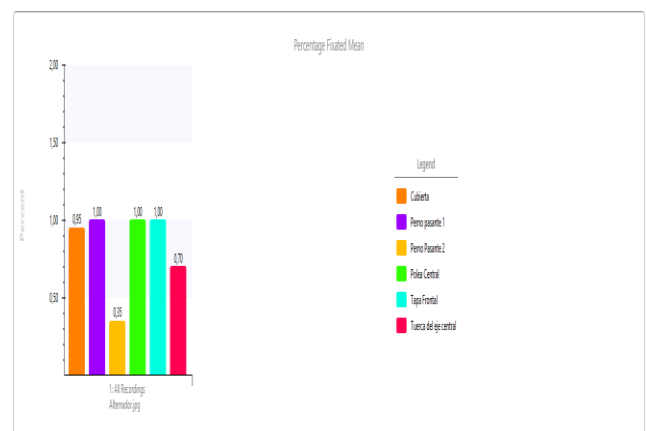 Percentage Fixated Mean
2,00
1,50
1,00
0,50
Percent
0,95
1,00
0,35
1,00
1,00
0,70
1: All Recordings
Alternador.jpg
Legend
Cubierta
Perno pasante 1
Perno Pasante 2
Polea Central
Tapa Frontal
Tuerca del eje central